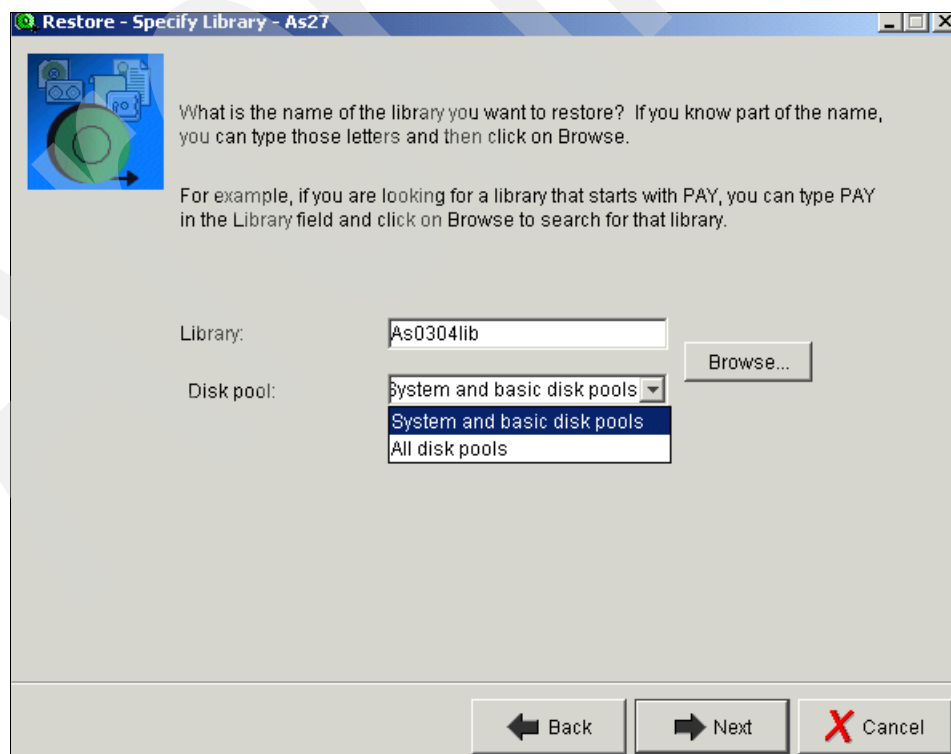 Restore - Specify Library - As27
What is the name of the library you want to restore? If you know part of the name,
you can type those letters and then click on Browse.
For example, if you are looking for a library that starts with PAY, you can type PAY
in the Library field and click on Browse to search for that library.
Library:
As0304lib
Browse...
Disk pool:
System and basic disk pools
System and basic disk pools
All disk pools
Back
Next
Cancel